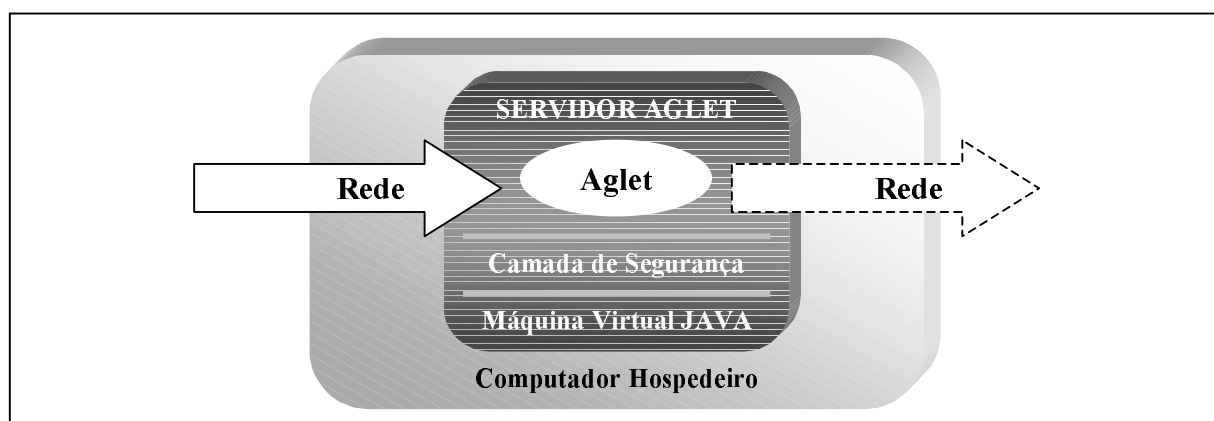 SERVIDOR AGLET
Rede
Aglet
Rede
Camada de Segurança
Máquina Virtual JAVA
Computador Hospedeiro